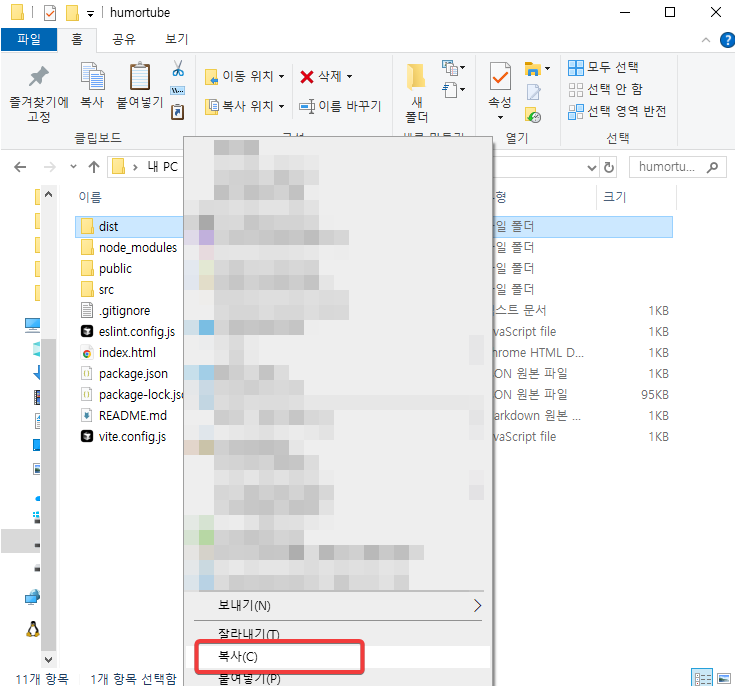 humortube
파일 홈 공유 보기
즐겨찾기에 고정
복사
붙여넣기
이동 위치
복사 위치
삭제
이름 바꾸기
새 폴더
속성
모두 선택
선택 안 함
선택 영역 반전
클립보드
열기
선택
내 PC
humortu...
이름
크기
dist
일 폴더
node_modules
일 폴더
public
일 폴더
src
일 폴더
.gitignore
스트 문서 1KB
eslint.config.js
vaScript file 1KB
index.html
hrome HTML D... 1KB
package.json
ON 원본 파일 1KB
package-lock.js
ON 원본 파일 95KB
README.md
arkdown 원본 ... 1KB
vite.config.js
vaScript file 1KB
보내기(N)
잘라내기(T)
복사(C)
붙여넣기(P)
11개 항목 1개 항목 선택함